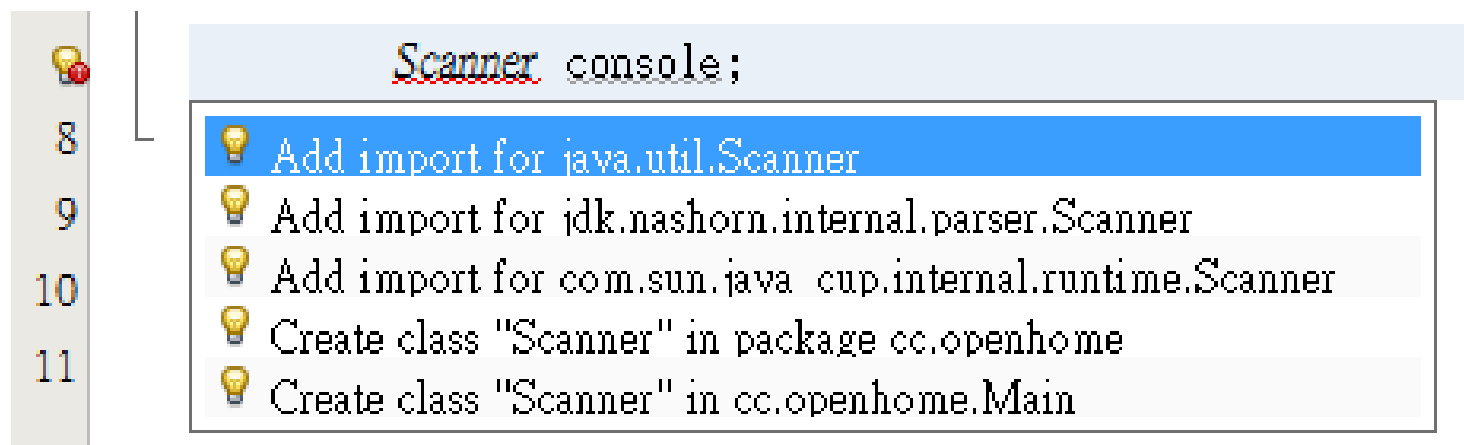 Scanner console;
8
Add import for java.util.Scanner
9
Add import for jdk.nashorn.internal.parser.Scanner
10
Add import for com.sun.java_cup.internal.runtime.Scanner
Create class "Scanner" in package cc.openhome
11
Create class "Scanner" in cc.openhome.Main